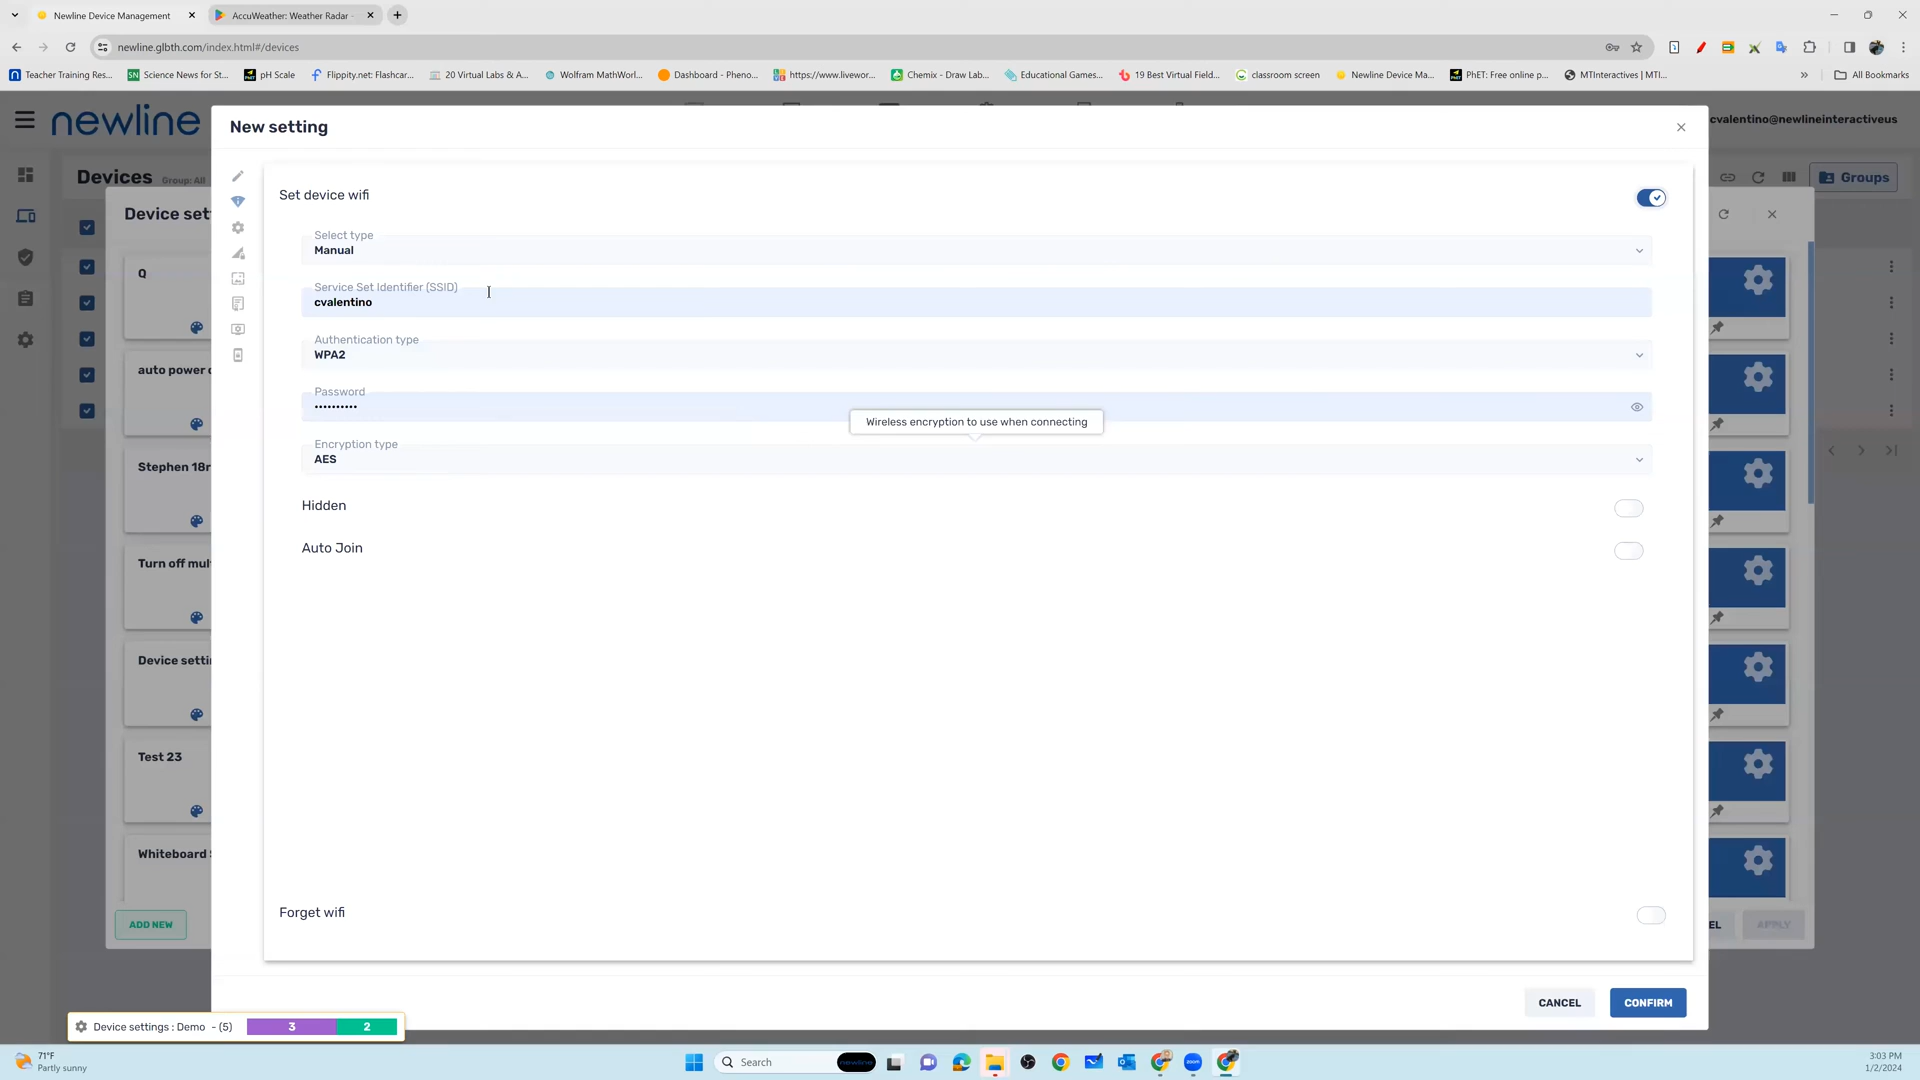 Newline Device Management
AccuWeather: Weather Radar -
newline.glbth.com/index.html#/devices
Teacher Training Res...
Science News for St...
pH Scale
Flippity.net: Flashcar...
20 Virtual Labs & A...
Wolfram MathWorl...
Dashboard - Pheno...
https://www.livewor...
Chemix - Draw Lab...
Educational Games...
19 Best Virtual Field...
classroom screen
Newline Device Ma...
PhET: Free online p...
MTInteractives | MTI...
»
All Bookmarks
newline
New setting
cvalentino@newlineinteractiveus
Devices Group: All
Groups
Set device wifi
Device set
Select type
Manual
Q
Service Set Identifier (SSID)
cvalentino
Authentication type
WPA2
auto power o
Password
••••••••••
Wireless encryption to use when connecting
Encryption type
AES
Stephen 18r
Hidden
Auto Join
Turn off mul
Device settin
Test 23
Whiteboard S
Forget wifi
ADD NEW
EL
APPLY
CANCEL
CONFIRM
Device settings : Demo - (5)
3
2
71°F
Partly sunny
Search
newline
zoom
3:03 PM
1/2/2024